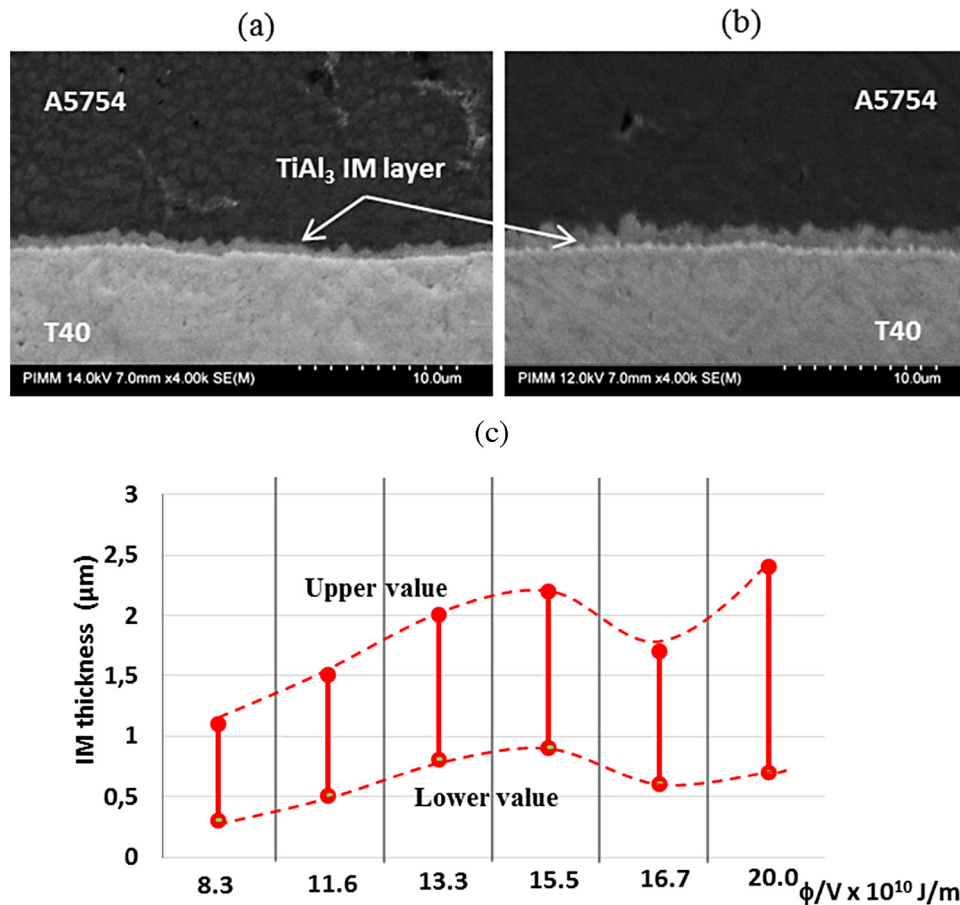 (a)
(b)
A5754
A5754
TiAl₃ IM layer
T40
T40
PIMM 14.0kV 7.0mm x4.00k SE(M)
10.0um
PIMM 12.0kV 7.0mm x4.00k SE(M)
10.0um
(c)
3
2,5
2
1,5
1
0,5
0
IM thickness (µm)
Upper value
Lower value
8.3
11.6
13.3
15.5
16.7
20.0
ϕ/V x 10¹⁰ J/m